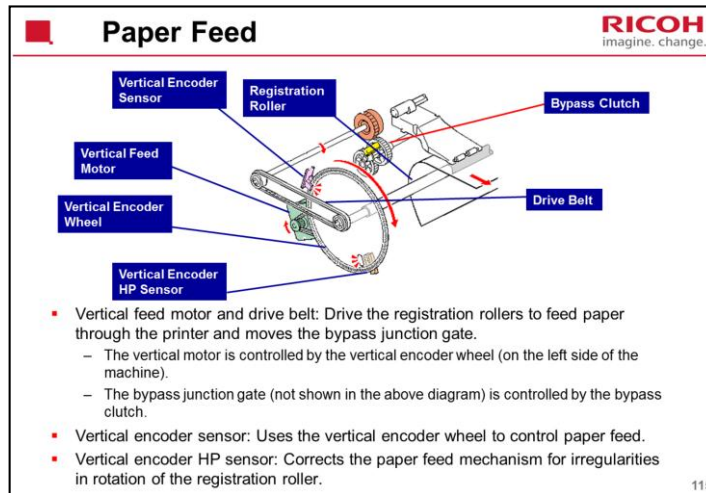 Paper Feed
RICOH
imagine. change.
Vertical Encoder
Sensor
Registration
Roller
Bypass Clutch
Vertical Feed
Motor
Vertical Encoder
Wheel
Drive Belt
Vertical Encoder
HP Sensor
▪ Vertical feed motor and drive belt: Drive the registration rollers to feed paper
through the printer and moves the bypass junction gate.
– The vertical motor is controlled by the vertical encoder wheel (on the left side of the
machine).
– The bypass junction gate (not shown in the above diagram) is controlled by the bypass
clutch.
▪ Vertical encoder sensor: Uses the vertical encoder wheel to control paper feed.
▪ Vertical encoder HP sensor: Corrects the paper feed mechanism for irregularities
in rotation of the registration roller.